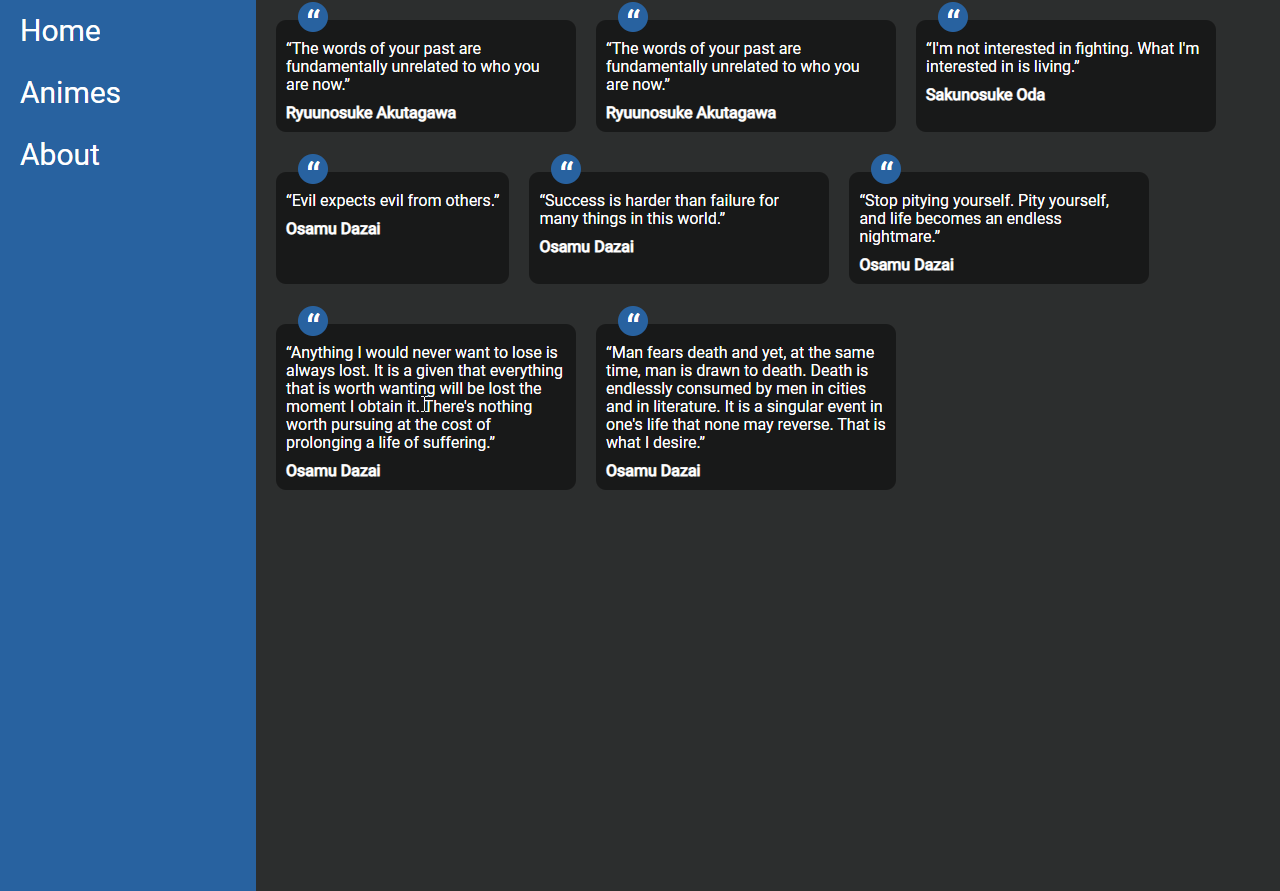 Home
Animes
About
“
“The words of your past are
fundamentally unrelated to who you
are now.”
Ryuunosuke Akutagawa
“
“The words of your past are
fundamentally unrelated to who you
are now.”
Ryuunosuke Akutagawa
“
“I'm not interested in fighting. What I'm
interested in is living.”
Sakunosuke Oda
“
“Evil expects evil from others.”
Osamu Dazai
“
“Success is harder than failure for
many things in this world.”
Osamu Dazai
“
“Stop pitying yourself. Pity yourself,
and life becomes an endless
nightmare.”
Osamu Dazai
“
“Anything I would never want to lose is
always lost. It is a given that everything
that is worth wanting will be lost the
moment I obtain it. There's nothing
worth pursuing at the cost of
prolonging a life of suffering.”
Osamu Dazai
“
“Man fears death and yet, at the same
time, man is drawn to death. Death is
endlessly consumed by men in cities
and in literature. It is a singular event in
one's life that none may reverse. That is
what I desire.”
Osamu Dazai